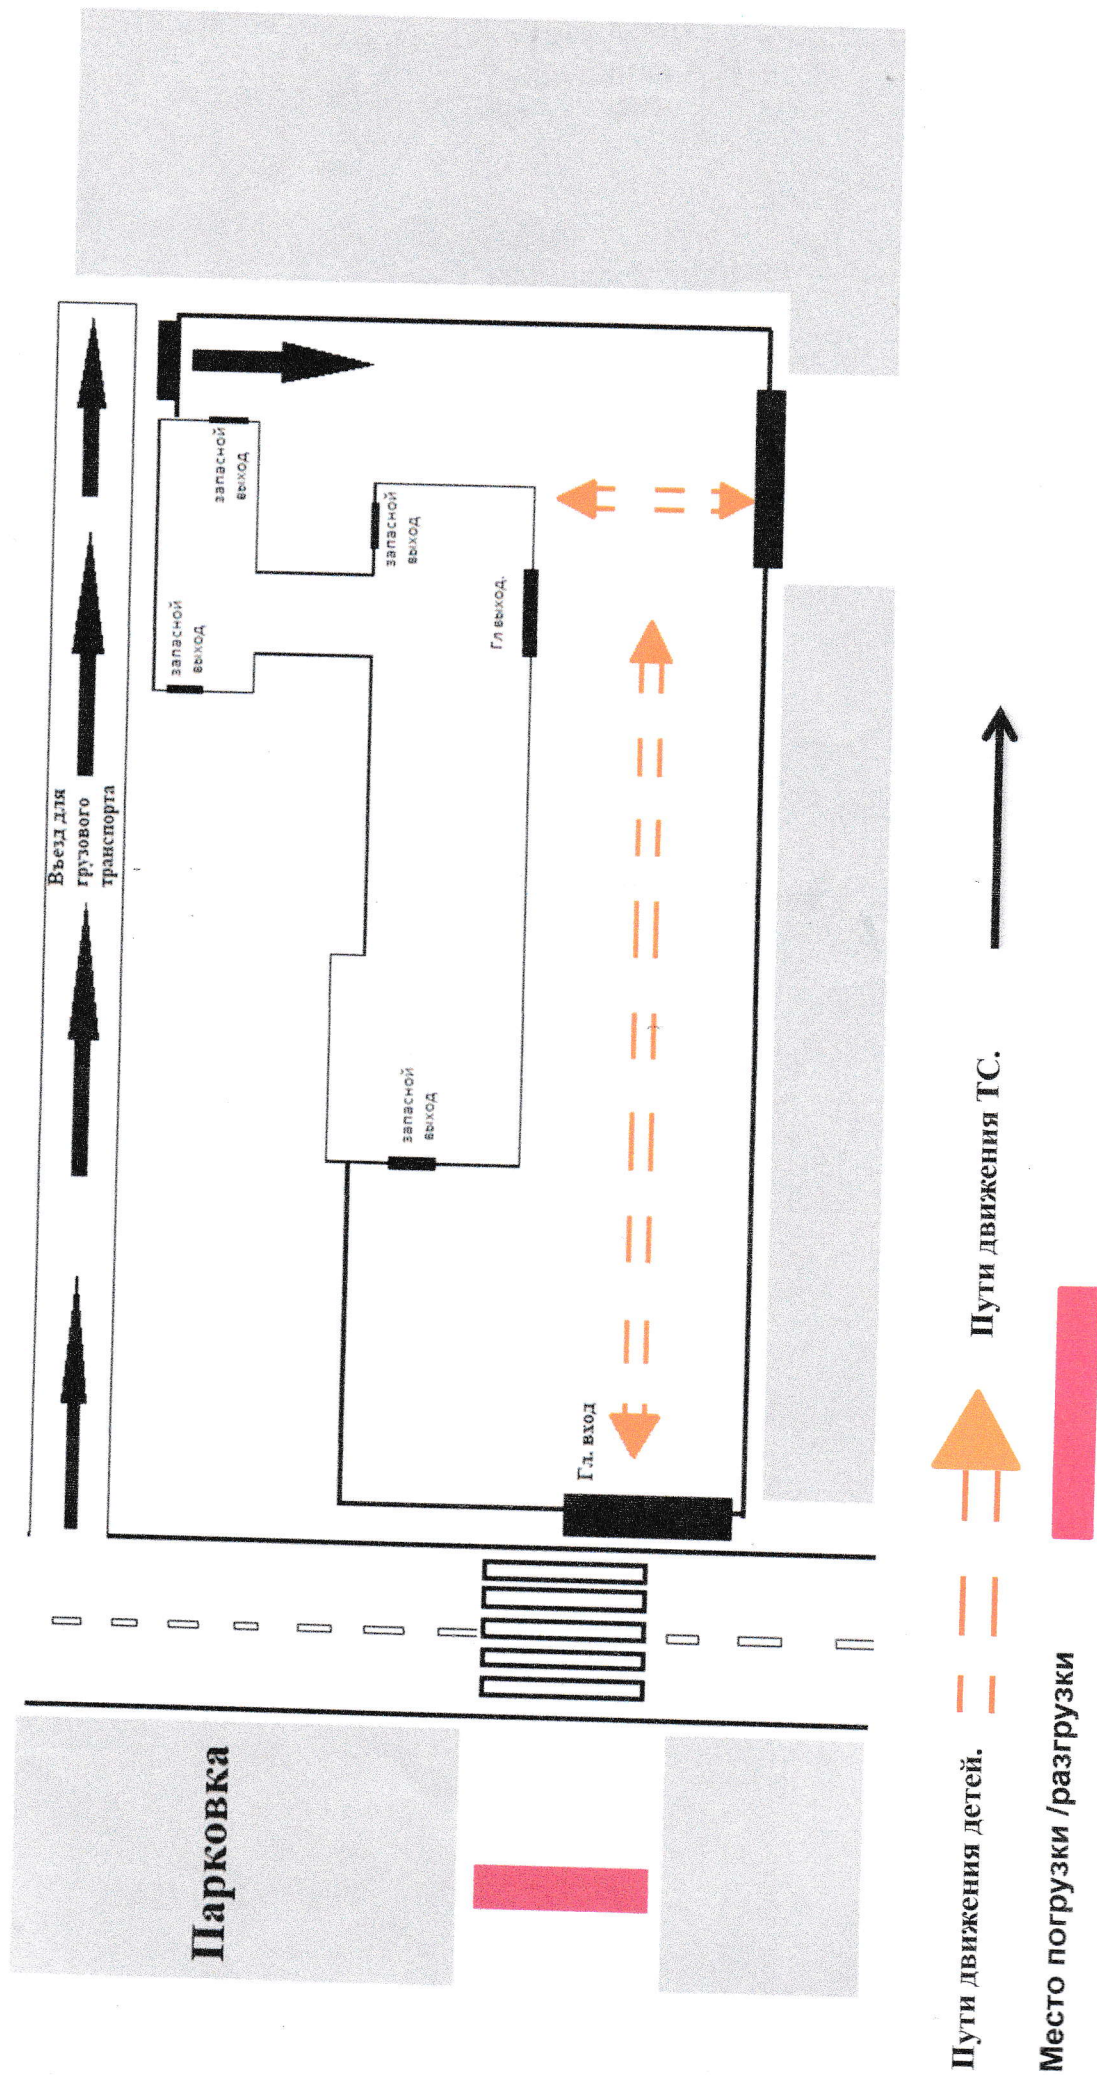 Въезд для
грузового
транспорта
запасной
выход
запасной
выход
запасной
выход
Гл выход.
запасной
выход
Гл. вход
Парковка
Пути движения детей.
Пути движения ТС.
Место погрузки /разгрузки